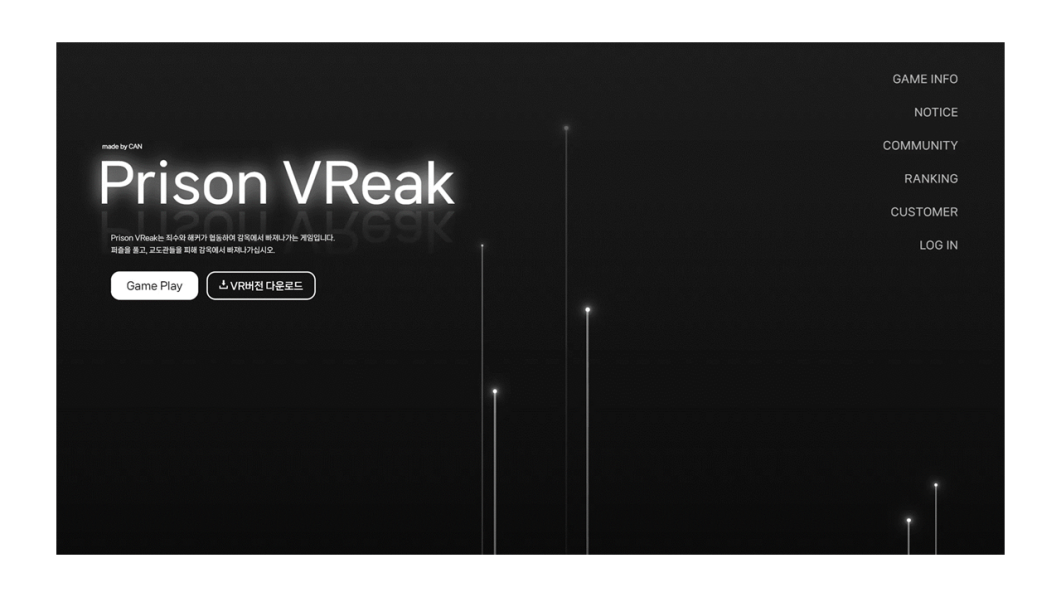 made by CAN
Prison VReak
Prison VReak는 죄수와 해커가 협동하여 감옥에서 빠져나가는 게임입니다.
퍼즐을 풀고, 교도관들을 피해 감옥에서 빠져나가십시오.
Game Play
VR버전 다운로드
GAME INFO
NOTICE
COMMUNITY
RANKING
CUSTOMER
LOG IN